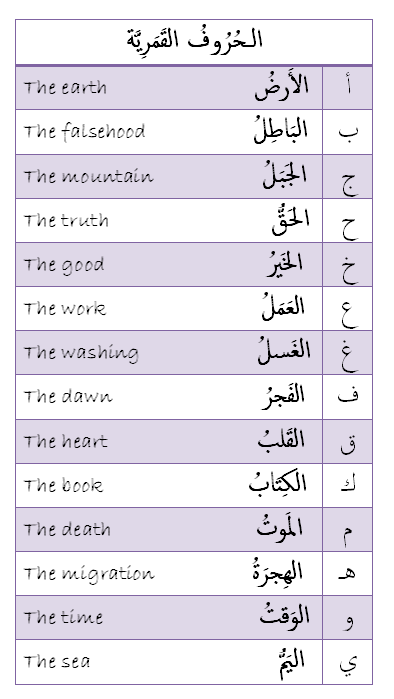 الحُرُوفُ القَمَرِيَّة
أ الأَرضُ The earth
ب البَاطِلُ The falsehood
ج الجَبَلُ The mountain
ح الحَقُّ The truth
خ الخَيرُ The good
ع العَمَلُ The work
غ الغَسلُ The washing
ف الفَجرُ The dawn
ق القَلبُ The heart
ك الكِتَابُ The book
م المَوتُ The death
هـ الهِجرَةُ The migration
و الوَقتُ The time
ي اليَمُّ The sea